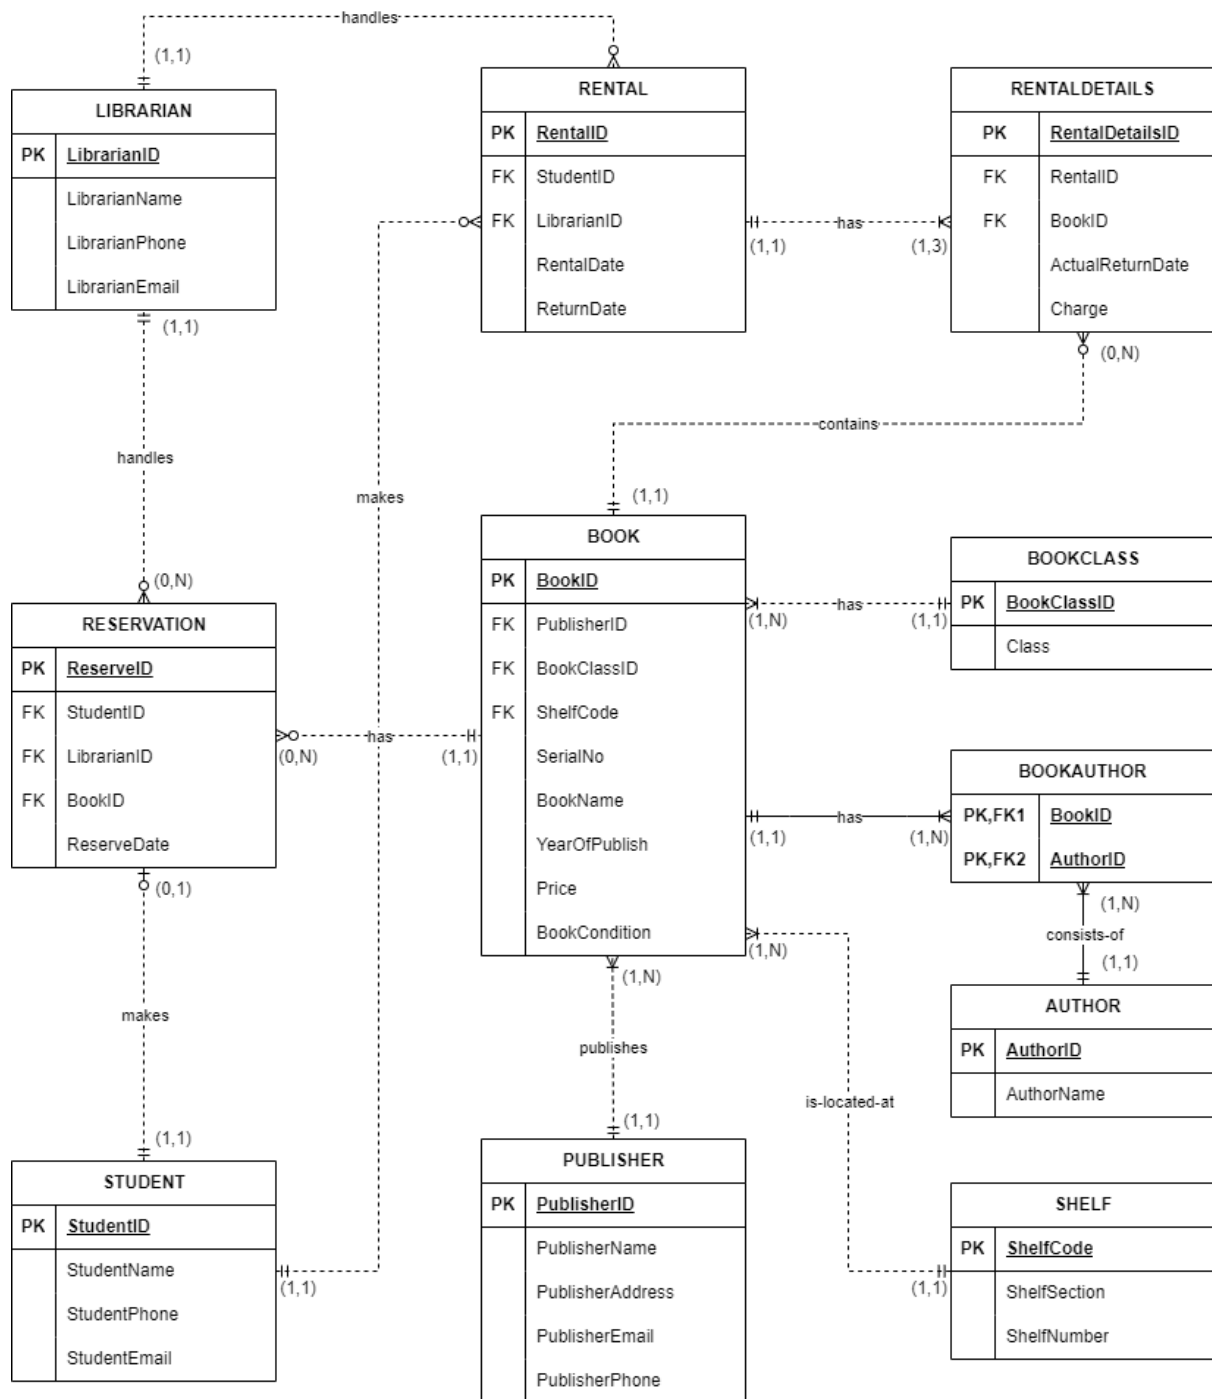 handles
(1,1)
LIBRARIAN
PK LibrarianID
LibrarianName
LibrarianPhone
LibrarianEmail
(1,1)
handles
(0,N)
RENTAL
PK RentalID
FK StudentID
FK LibrarianID
RentalDate
ReturnDate
has
(1,1)
(1,3)
RENTALDETAILS
PK RentalDetailsID
FK RentalID
FK BookID
ActualReturnDate
Charge
(0,N)
contains
(1,1)
makes
BOOK
PK BookID
FK PublisherID
FK BookClassID
FK ShelfCode
SerialNo
BookName
YearOfPublish
Price
BookCondition
has
(1,N)
(1,1)
BOOKCLASS
PK BookClassID
Class
RESERVATION
PK ReserveID
FK StudentID
FK LibrarianID
FK BookID
ReserveDate
has
(0,N)
(1,1)
(0,1)
has
(1,1)
(1,N)
BOOKAUTHOR
PK,FK1 BookID
PK,FK2 AuthorID
(1,N)
consists-of
(1,1)
AUTHOR
PK AuthorID
AuthorName
(1,N)
(1,N)
makes
publishes
is-located-at
(1,1)
(1,1)
STUDENT
PK StudentID
StudentName
StudentPhone
StudentEmail
(1,1)
PUBLISHER
PK PublisherID
PublisherName
PublisherAddress
PublisherEmail
PublisherPhone
(1,1)
SHELF
PK ShelfCode
ShelfSection
ShelfNumber